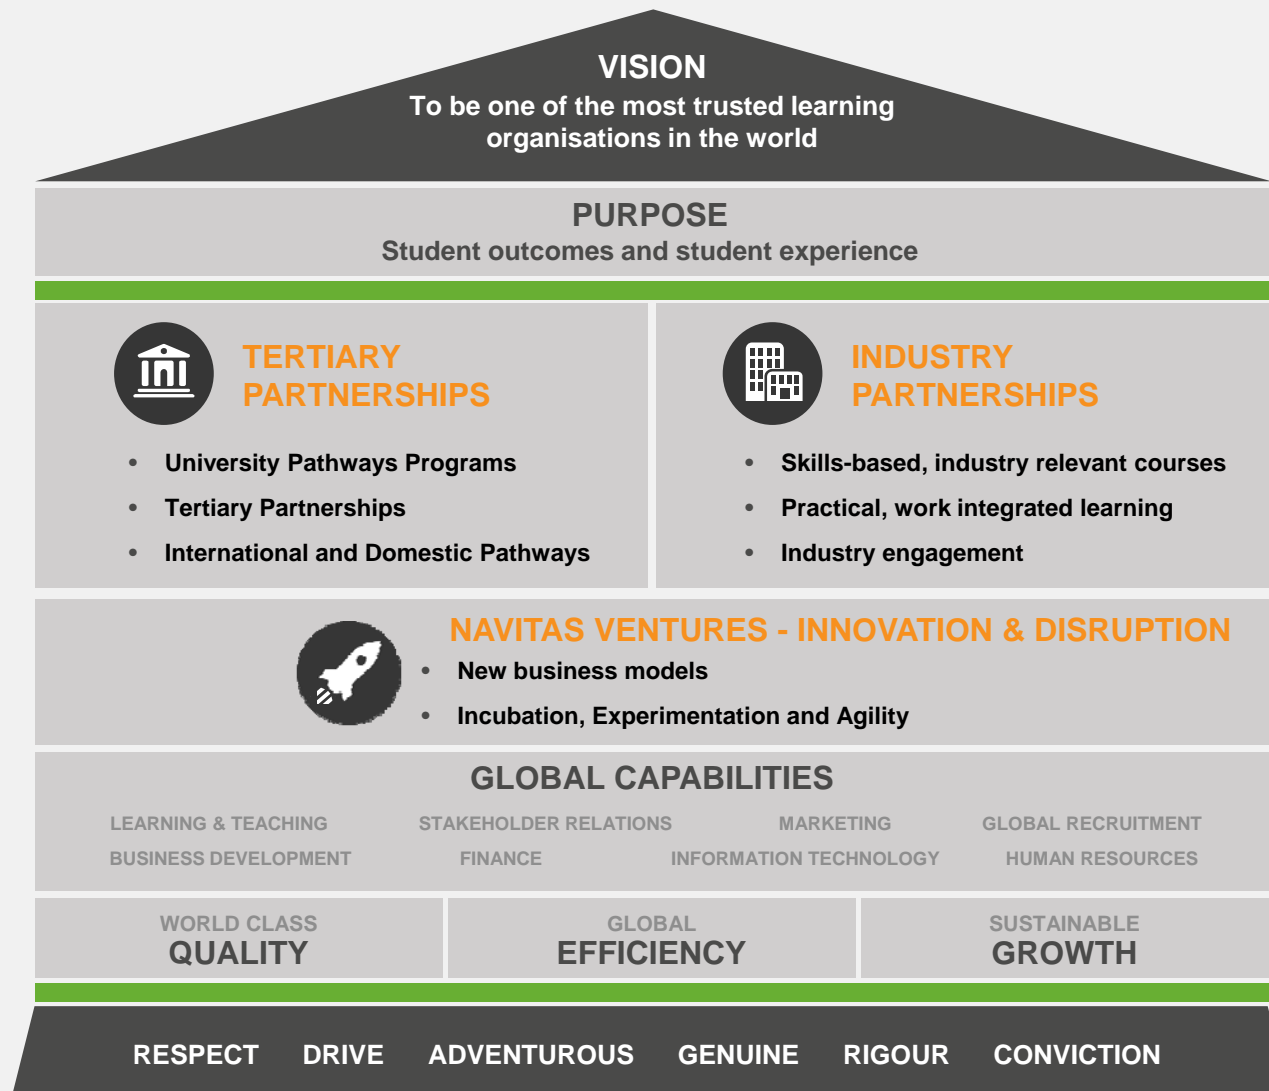 VISION
To be one of the most trusted learning
organisations in the world
PURPOSE
Student outcomes and student experience
TERTIARY
PARTNERSHIPS
• University Pathways Programs
• Tertiary Partnerships
• International and Domestic Pathways
INDUSTRY
PARTNERSHIPS
• Skills-based, industry relevant courses
• Practical, work integrated learning
• Industry engagement
NAVITAS VENTURES - INNOVATION & DISRUPTION
• New business models
• Incubation, Experimentation and Agility
GLOBAL CAPABILITIES
LEARNING & TEACHING STAKEHOLDER RELATIONS MARKETING GLOBAL RECRUITMENT
BUSINESS DEVELOPMENT FINANCE INFORMATION TECHNOLOGY HUMAN RESOURCES
WORLD CLASS
QUALITY
GLOBAL
EFFICIENCY
SUSTAINABLE
GROWTH
RESPECT DRIVE ADVENTUROUS GENUINE RIGOUR CONVICTION